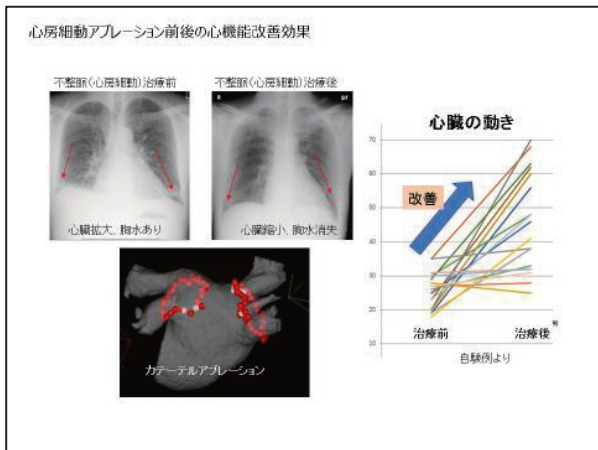 心房細動アブレーション前後の心機能改善効果
不整脈(心房細動)治療前
不整脈(心房細動)治療後
R
ST
心臓拡大、胸水あり
心臓縮小、胸水消失
カテーテルアブレーション
心臓の動き
70
60
50
40
30
20
10
改善
治療前
治療後
自験例より